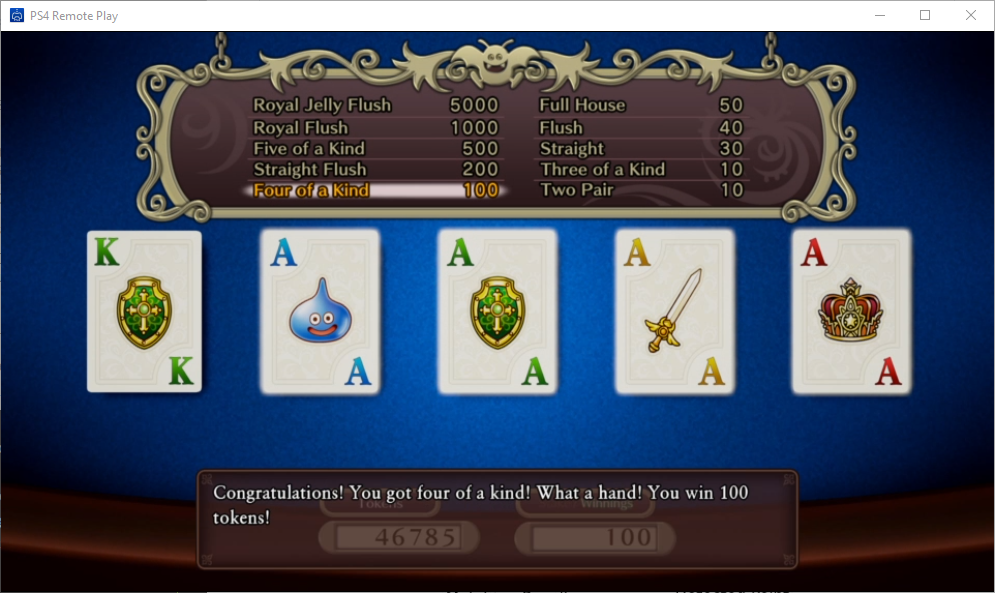 PS4 Remote Play
Royal Jelly Flush 5000
Royal Flush 1000
Five of a Kind 500
Straight Flush 200
Four of a Kind 100
Full House 50
Flush 40
Straight 30
Three of a Kind 10
Two Pair 10
K A A A A
K A A A A
Congratulations! You got four of a kind! What a hand! You win 100
tokens!
Tokens Winnings
46785 100